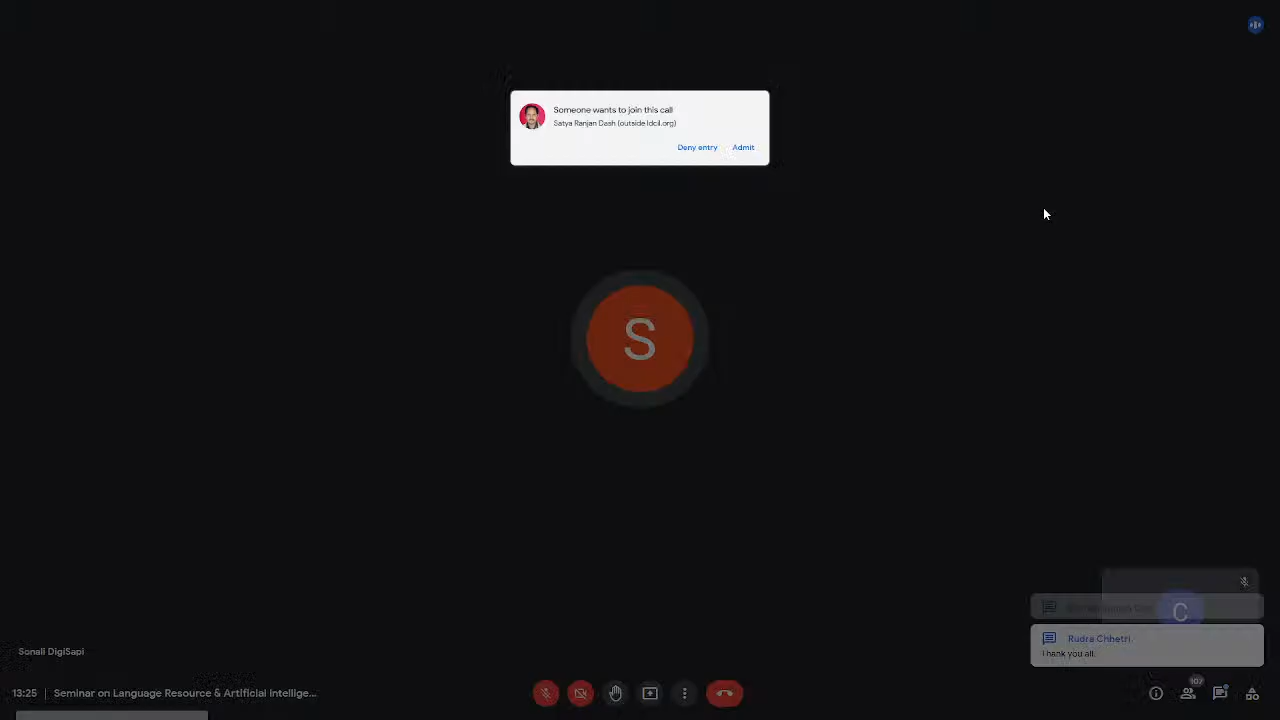 Someone wants to join this call
Satya Ranjan Dash (outside ldcil.org)
Deny entry
Admit
S
C
Rudra Chhetri
Thank you all.
Sonali DigiSapi
13:25 | Seminar on Language Resource & Artificial Intellige...
107